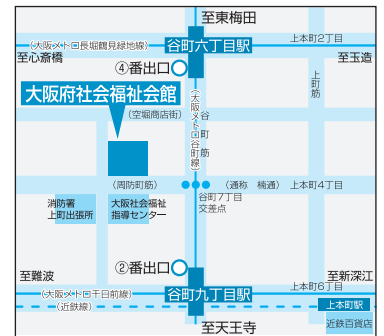 至東梅田
(大阪メトロ長堀鶴見緑地線)
谷町六丁目駅
上本町2丁目
至心斎橋
④番出口
至玉造
大阪府社会福祉会館
(大阪メトロ谷町線)
谷町筋
上町筋
(空堀商店街)
(周防町筋)
(通称 楠通)
上本町4丁目
消防署
上町出張所
大阪社会福祉
指導センター
谷町7丁目
交差点
②番出口
至難波
至新深江
(大阪メトロ千日前線)
谷町九丁目駅
上本町6丁目
(近鉄線)
上本町駅
近鉄百貨店
至天王寺